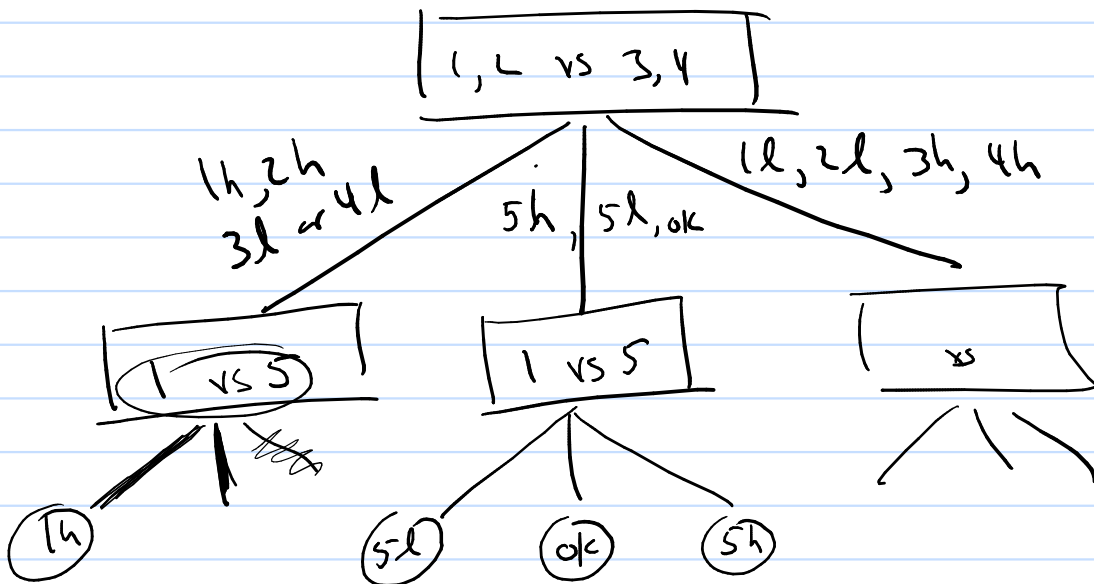 1, 2 vs 3, 4
1h, 2h
3l or 4l
5h, 5l, ok
1l, 2l, 3h, 4h
1 vs 5
1 vs 5
vs
1h
5l
ok
5h